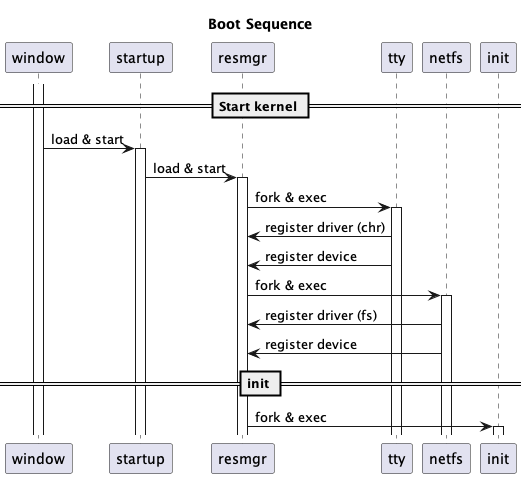 Boot Sequence
window startup resmgr tty netfs init
Start kernel
load & start
load & start
fork & exec
register driver (chr)
register device
fork & exec
register driver (fs)
register device
init
fork & exec
window startup resmgr tty netfs init